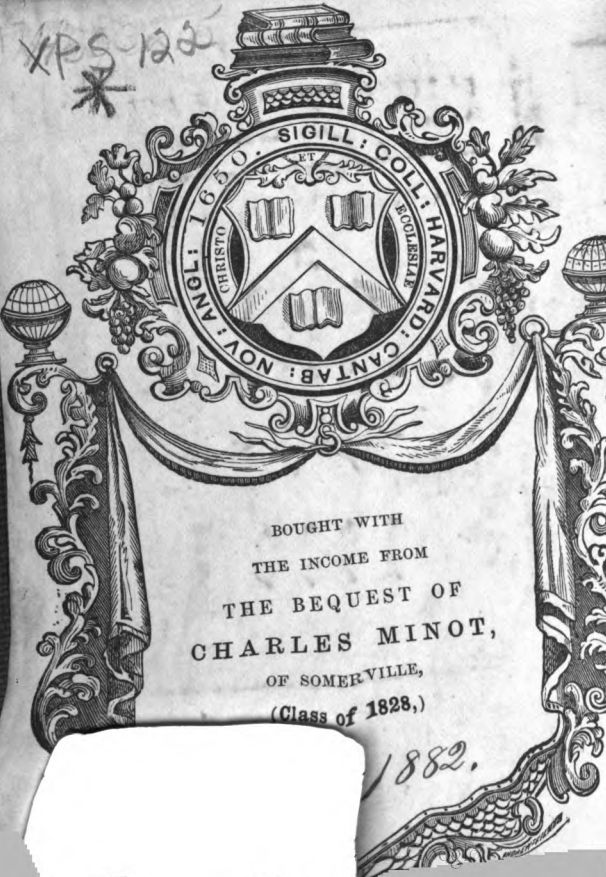 XPS 122
*
SIGILL: COLL: HARVARD: CANTAB: NOV: ANGL: 1650.
CHRISTO ET ECCLESIAE
BOUGHT WITH
THE INCOME FROM
THE BEQUEST OF
CHARLES MINOT,
OF SOMERVILLE,
(Class of 1828,)
1882.